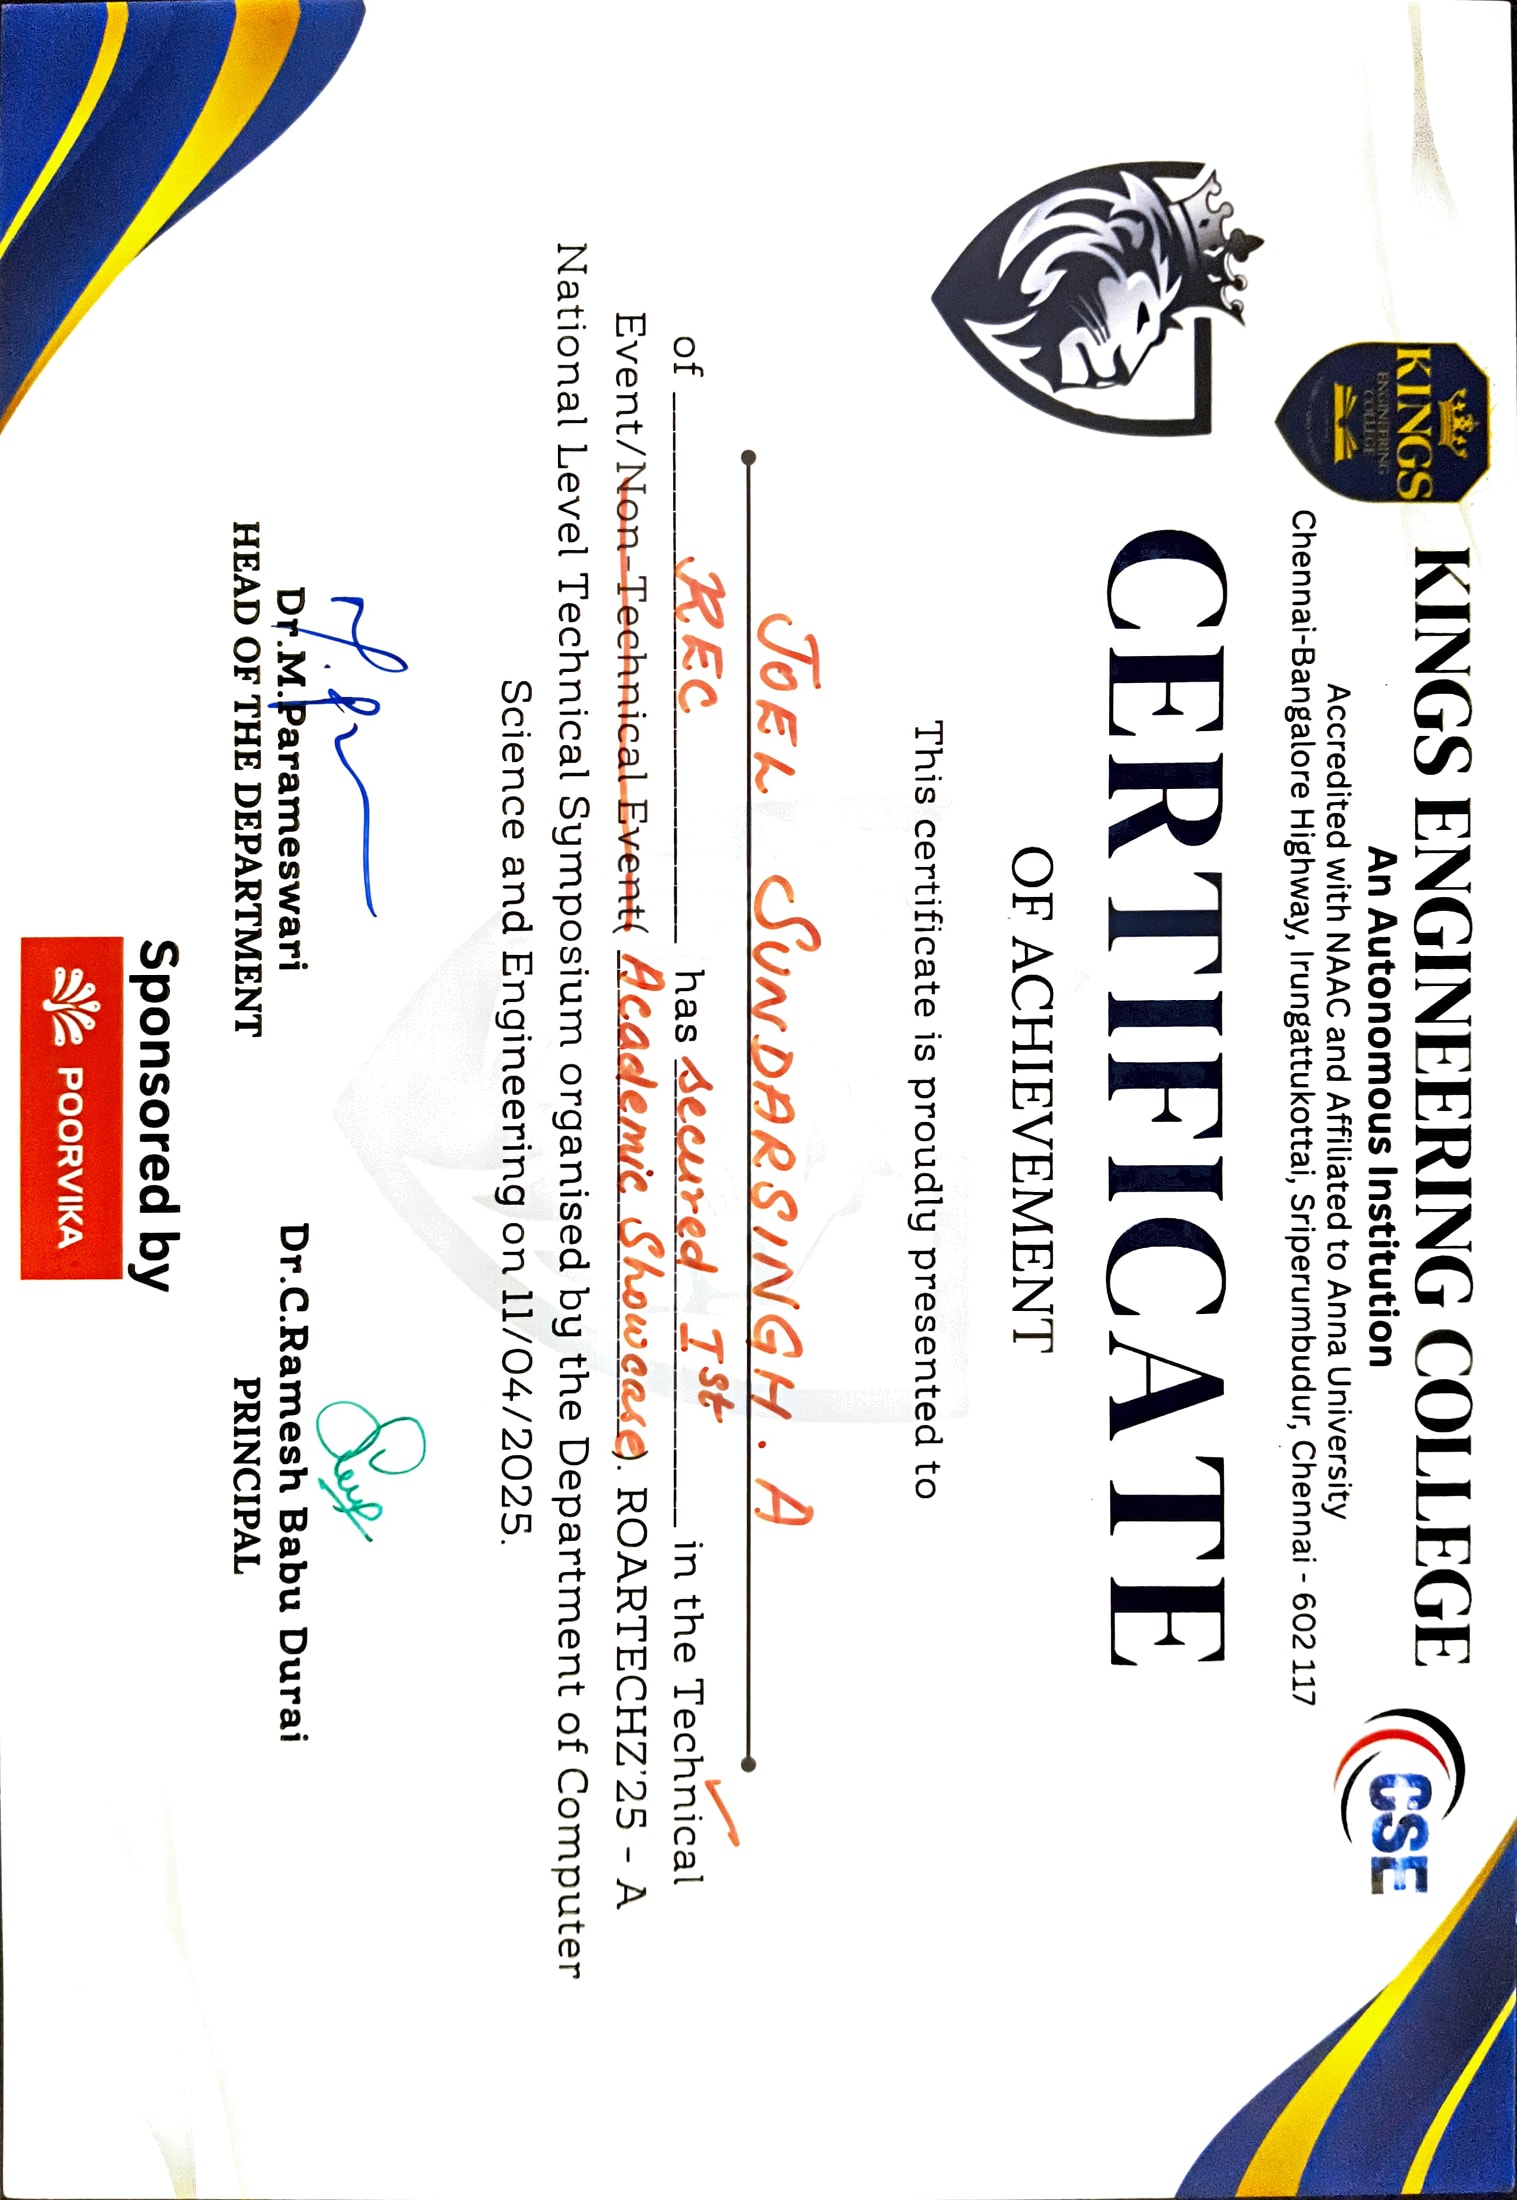 KINGS ENGINEERING COLLEGE
KINGS
ENGINEERING
COLLEGE
CSE
An Autonomous Institution
Accredited with NAAC and Affiliated to Anna University
Chennai-Bangalore Highway, Irungattukottai, Sriperumbudur, Chennai - 602 117
CERTIFICATE
OF ACHIEVEMENT
This certificate is proudly presented to
JOEL SUNDARSINGH. A
of REC has secured Ist in the Technical
Event/Non-Technical Event( Academic Showcase). ROARTECHZ'25 - A
National Level Technical Symposium organised by the Department of Computer
Science and Engineering on 11/04/2025.
Dr.M.Parameswari
HEAD OF THE DEPARTMENT
Dr.C.Ramesh Babu Durai
PRINCIPAL
Sponsored by
POORVIKA